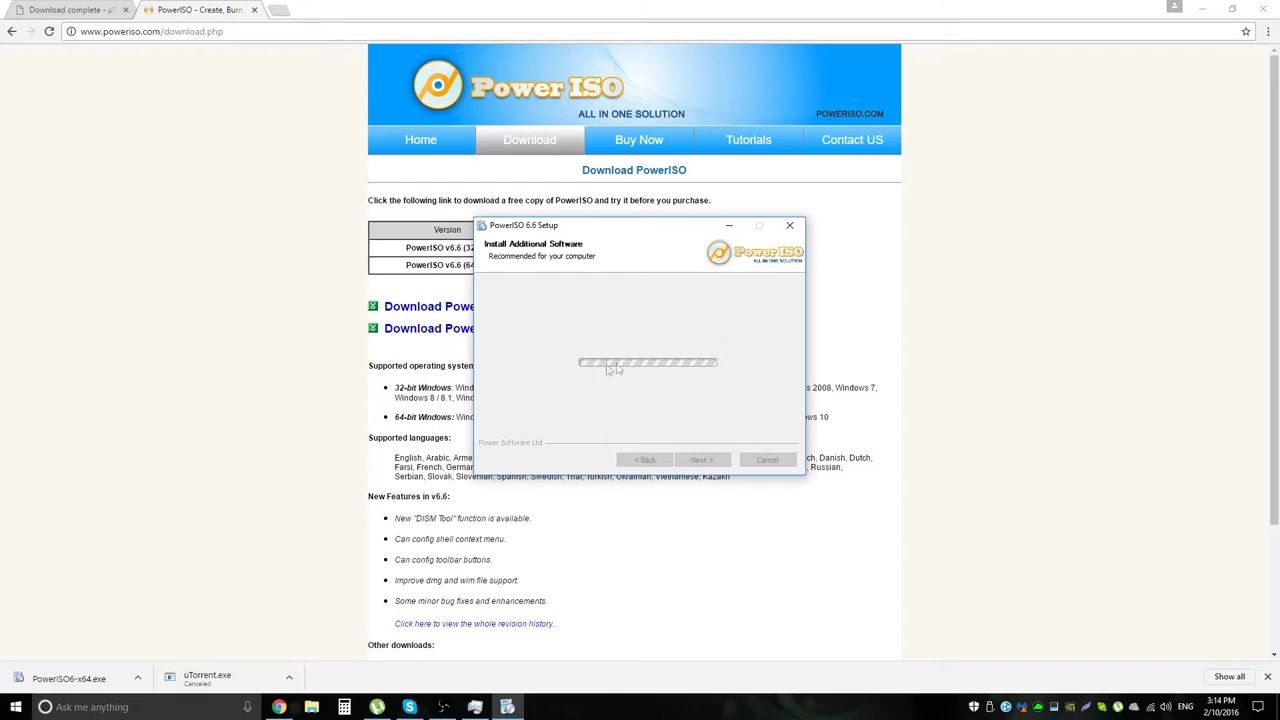 Download complete - μ
PowerISO - Create, Burn
www.poweriso.com/download.php
Power ISO
ALL IN ONE SOLUTION
POWERISO.COM
Home
Download
Buy Now
Tutorials
Contact US
Download PowerISO
Click the following link to download a free copy of PowerISO and try it before you purchase.
Version
PowerISO v6.6 (32
PowerISO v6.6 (64
Download Powe
Download Powe
PowerISO 6.6 Setup
Install Additional Software
Recommended for your computer
PowerISO
ALL IN ONE SOLUTION
Power Software Ltd
< Back
Next >
Cancel
Supported operating system
32-bit Windows: Wind
s 2008, Windows 7,
Windows 8 / 8.1, Wind
64-bit Windows: Wind
ows 10
Supported languages:
English, Arabic, Arme
ch, Danish, Dutch,
Farsi, French, German
Russian,
Serbian, Slovak, Slovenian, Spanish, Swedish, Thai, Turkish, Ukrainian, Vietnamese, Kazakh
New Features in v6.6:
New "DISM Tool" function is available.
Can config shell context menu.
Can config toolbar buttons.
Improve dmg and wim file support.
Some minor bug fixes and enhancements.
Click here to view the whole revision history...
Other downloads:
PowerISO6-x64.exe
uTorrent.exe
Canceled
Show all
Ask me anything
3:14 PM
2/10/2016